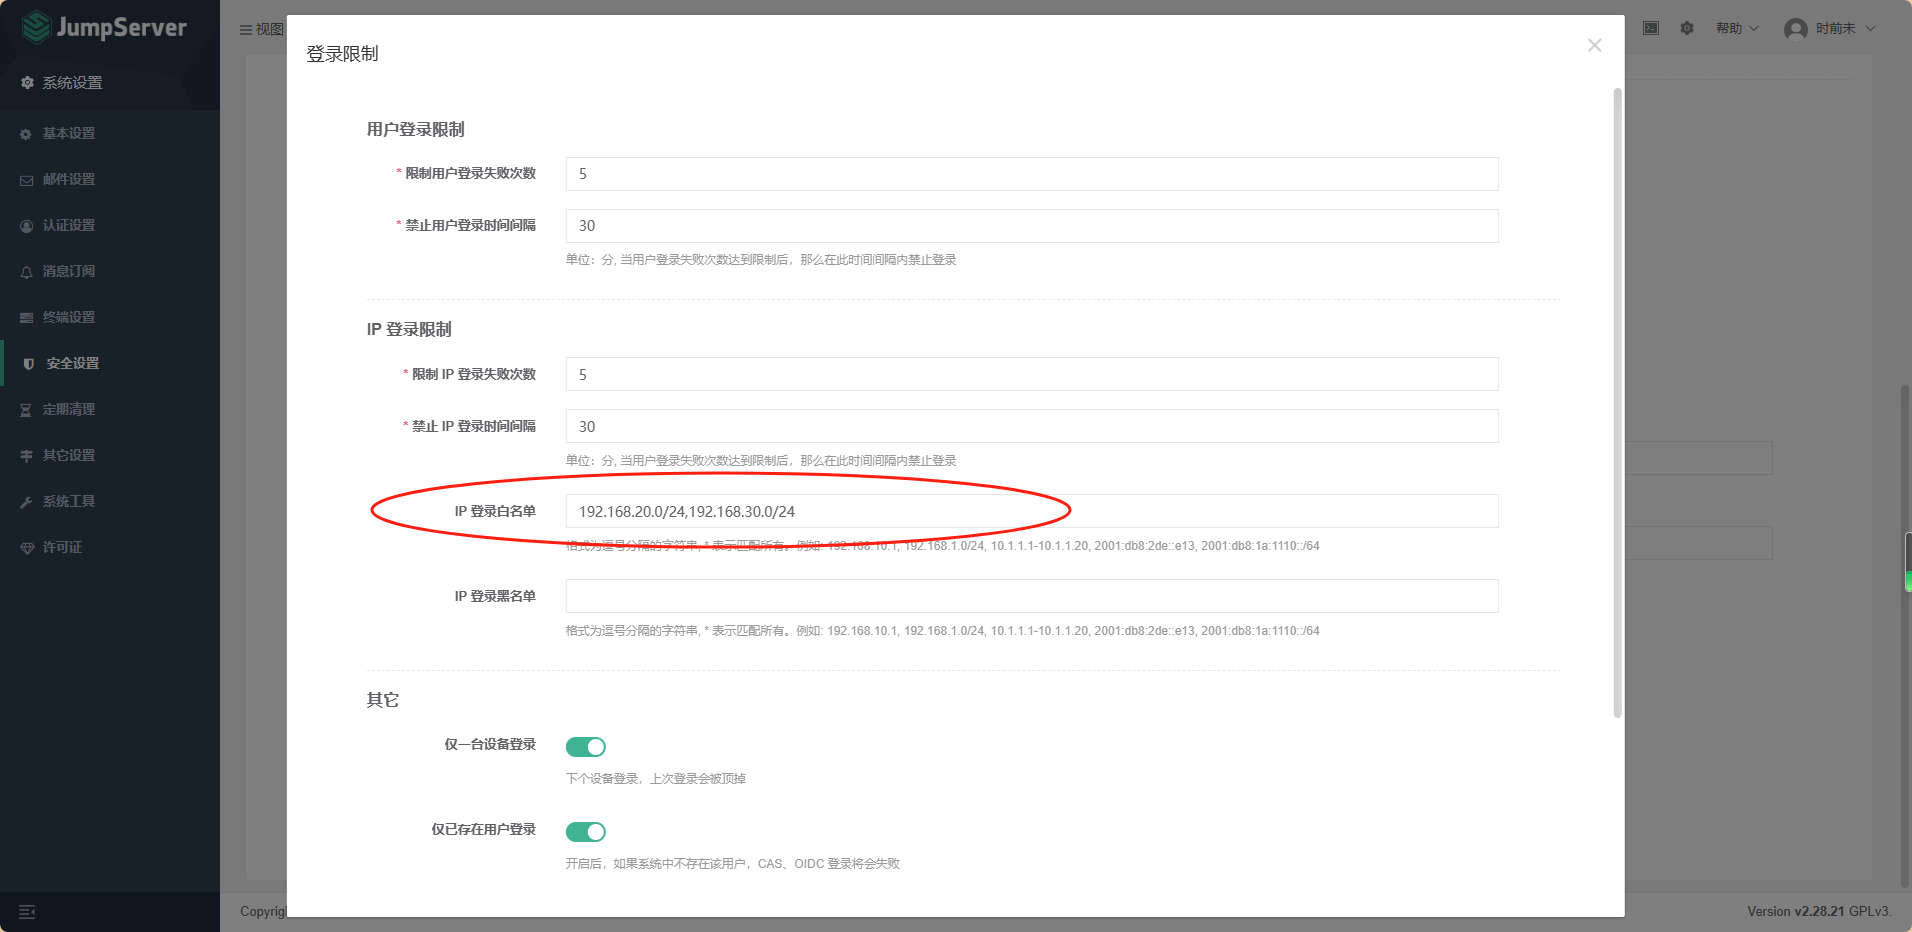 JumpServer
系统设置
基本设置
邮件设置
认证设置
消息订阅
终端设置
安全设置
定期清理
其它设置
系统工具
许可证
视图
帮助
时前未
登录限制
用户登录限制
* 限制用户登录失败次数
5
* 禁止用户登录时间间隔
30
单位：分, 当用户登录失败次数达到限制后，那么在此时间间隔内禁止登录
IP 登录限制
* 限制 IP 登录失败次数
5
* 禁止 IP 登录时间间隔
30
单位：分, 当用户登录失败次数达到限制后，那么在此时间间隔内禁止登录
IP 登录白名单
192.168.20.0/24,192.168.30.0/24
格式为逗号分隔的字符串, * 表示匹配所有。例如: 192.168.10.1, 192.168.1.0/24, 10.1.1.1-10.1.1.20, 2001:db8:2de::e13, 2001:db8:1a:1110::/64
IP 登录黑名单
格式为逗号分隔的字符串, * 表示匹配所有。例如: 192.168.10.1, 192.168.1.0/24, 10.1.1.1-10.1.1.20, 2001:db8:2de::e13, 2001:db8:1a:1110::/64
其它
仅一台设备登录
下个设备登录，上次登录会被顶掉
仅已存在用户登录
开启后，如果系统中不存在该用户，CAS、OIDC 登录将会失败
Copyrig
Version v2.28.21 GPLv3.